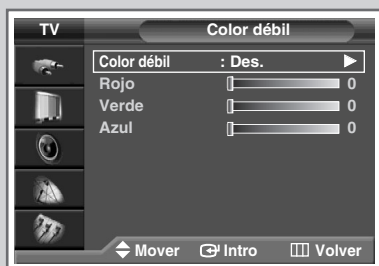 TV Color débil
Color débil : Des.
Rojo 0
Verde 0
Azul 0
Mover Intro Volver